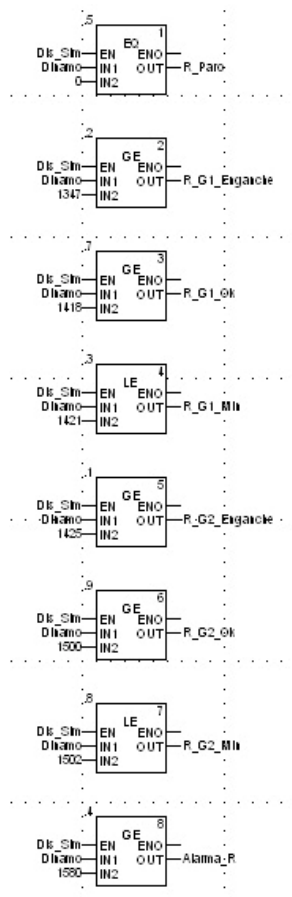 .5 1
EQ
Dis_Sim EN ENO
Dinamo IN1 OUT R_Paro
0 IN2
.2 2
GE
Dis_Sim EN ENO
Dinamo IN1 OUT R_G1_Enganche
1347 IN2
.7 3
GE
Dis_Sim EN ENO
Dinamo IN1 OUT R_G1_Ok
1418 IN2
.3 4
LE
Dis_Sim EN ENO
Dinamo IN1 OUT R_G1_Min
1421 IN2
.1 5
GE
Dis_Sim EN ENO
Dinamo IN1 OUT R_G2_Enganche
1425 IN2
.9 6
GE
Dis_Sim EN ENO
Dinamo IN1 OUT R_G2_Ok
1500 IN2
.8 7
LE
Dis_Sim EN ENO
Dinamo IN1 OUT R_G2_Min
1502 IN2
.4 8
GE
Dis_Sim EN ENO
Dinamo IN1 OUT Alarma_R
1580 IN2